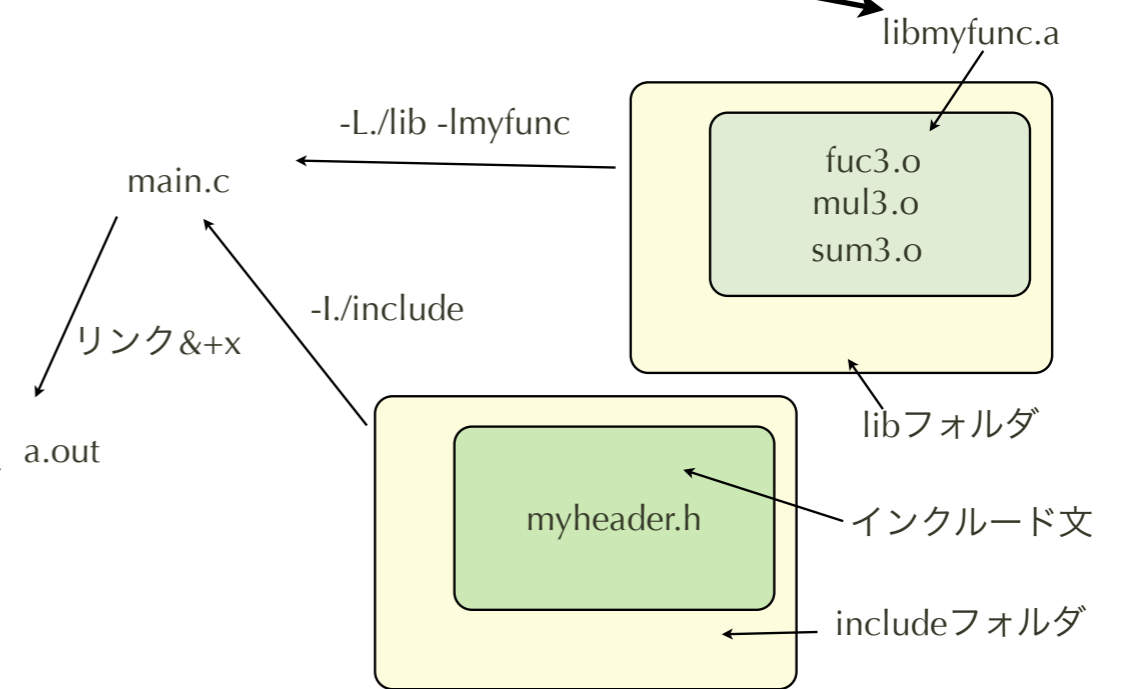 libmyfunc.a
-L./lib -lmyfunc
fuc3.o
mul3.o
sum3.o
main.c
-I./include
リンク&+x
libフォルダ
a.out
myheader.h
インクルード文
includeフォルダ